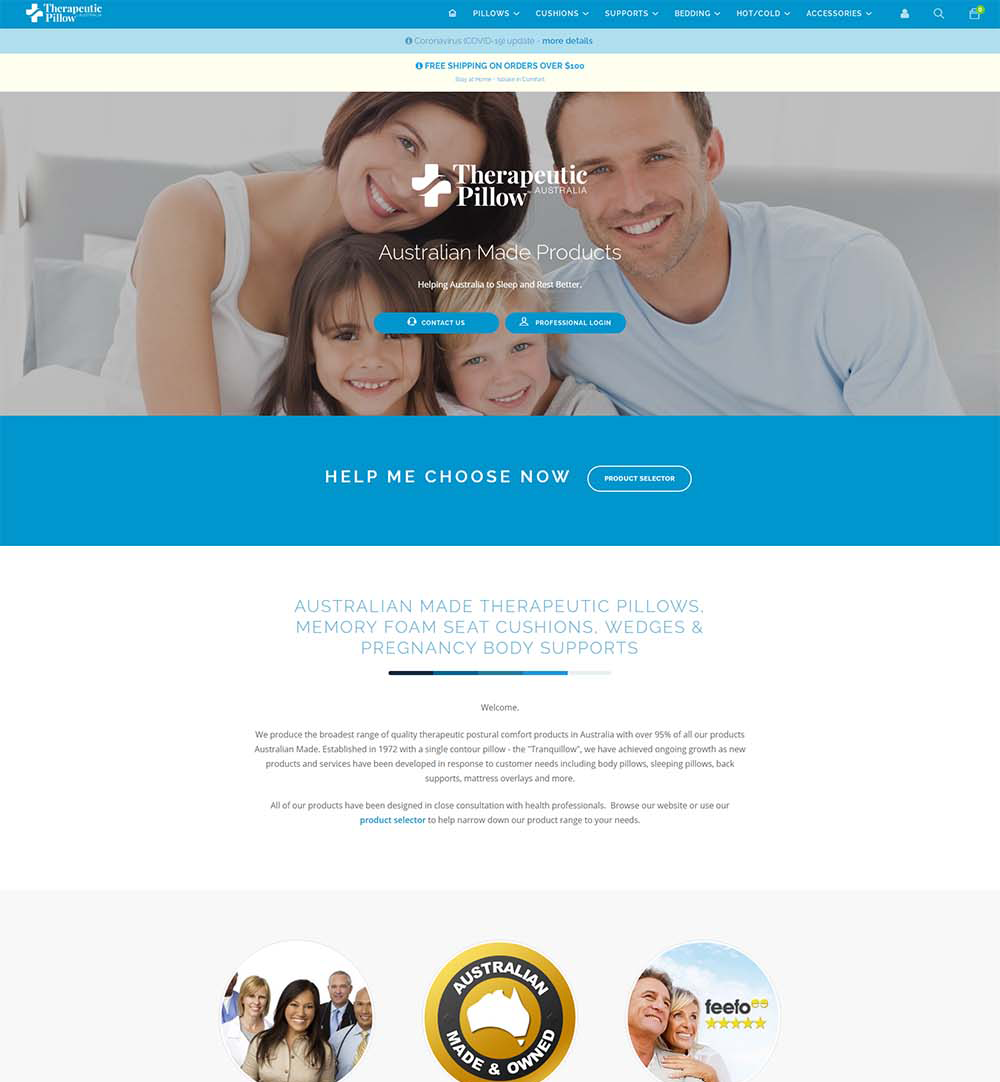 Therapeutic
Pillow AUSTRALIA
PILLOWS
CUSHIONS
SUPPORTS
BEDDING
HOT/COLD
ACCESSORIES
0
Coronavirus (COVID-19) update - more details
FREE SHIPPING ON ORDERS OVER $100
Stay at Home - Isolate in Comfort
Therapeutic
Pillow AUSTRALIA
Australian Made Products
Helping Australia to Sleep and Rest Better.
CONTACT US
PROFESSIONAL LOGIN
HELP ME CHOOSE NOW
PRODUCT SELECTOR
AUSTRALIAN MADE THERAPEUTIC PILLOWS,
MEMORY FOAM SEAT CUSHIONS, WEDGES &
PREGNANCY BODY SUPPORTS
Welcome,
We produce the broadest range of quality therapeutic postural comfort products in Australia with over 95% of all our products
Australian Made. Established in 1972 with a single contour pillow - the "Tranquillow", we have achieved ongoing growth as new
products and services have been developed in response to customer needs including body pillows, sleeping pillows, back
supports, mattress overlays and more.
All of our products have been designed in close consultation with health professionals. Browse our website or use our
product selector to help narrow down our product range to your needs.
AUSTRALIAN
MADE & OWNED
feefo